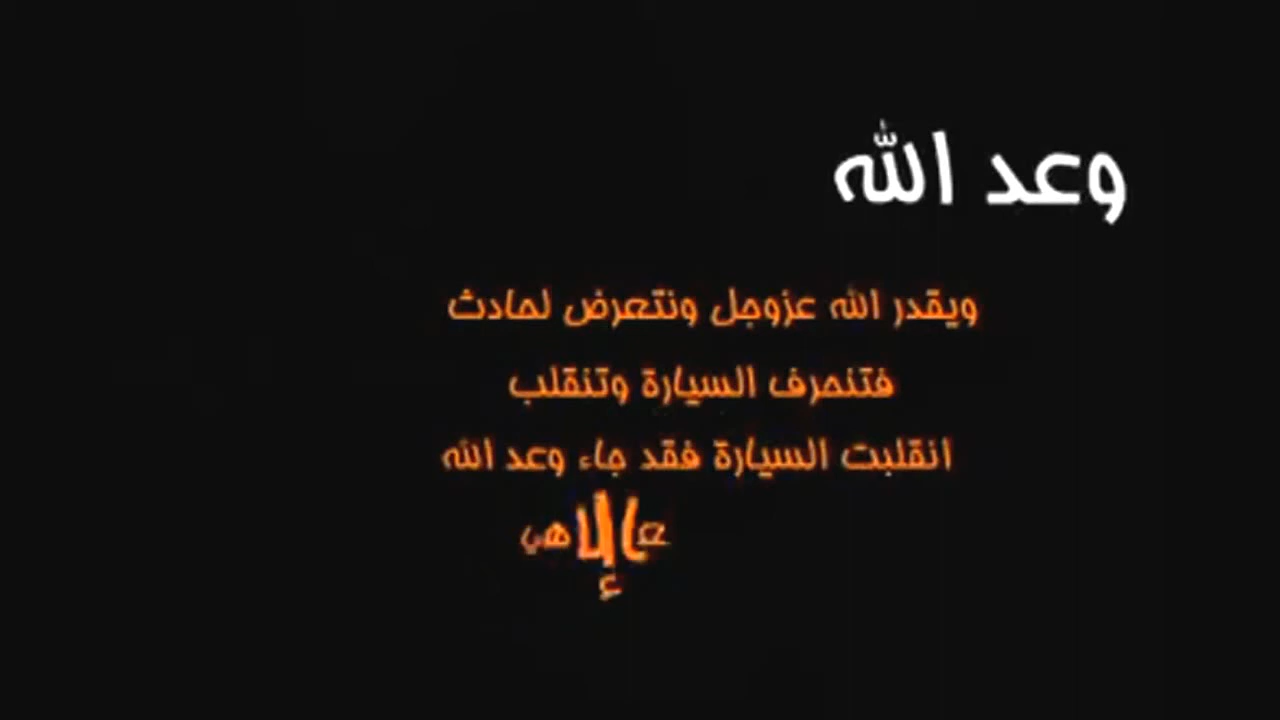 وعد الله
ويقدر الله عزوجل ونتعرض لحادث
فتنحرف السيارة وتنقلب
انقلبت السيارة فقد جاء وعد الله